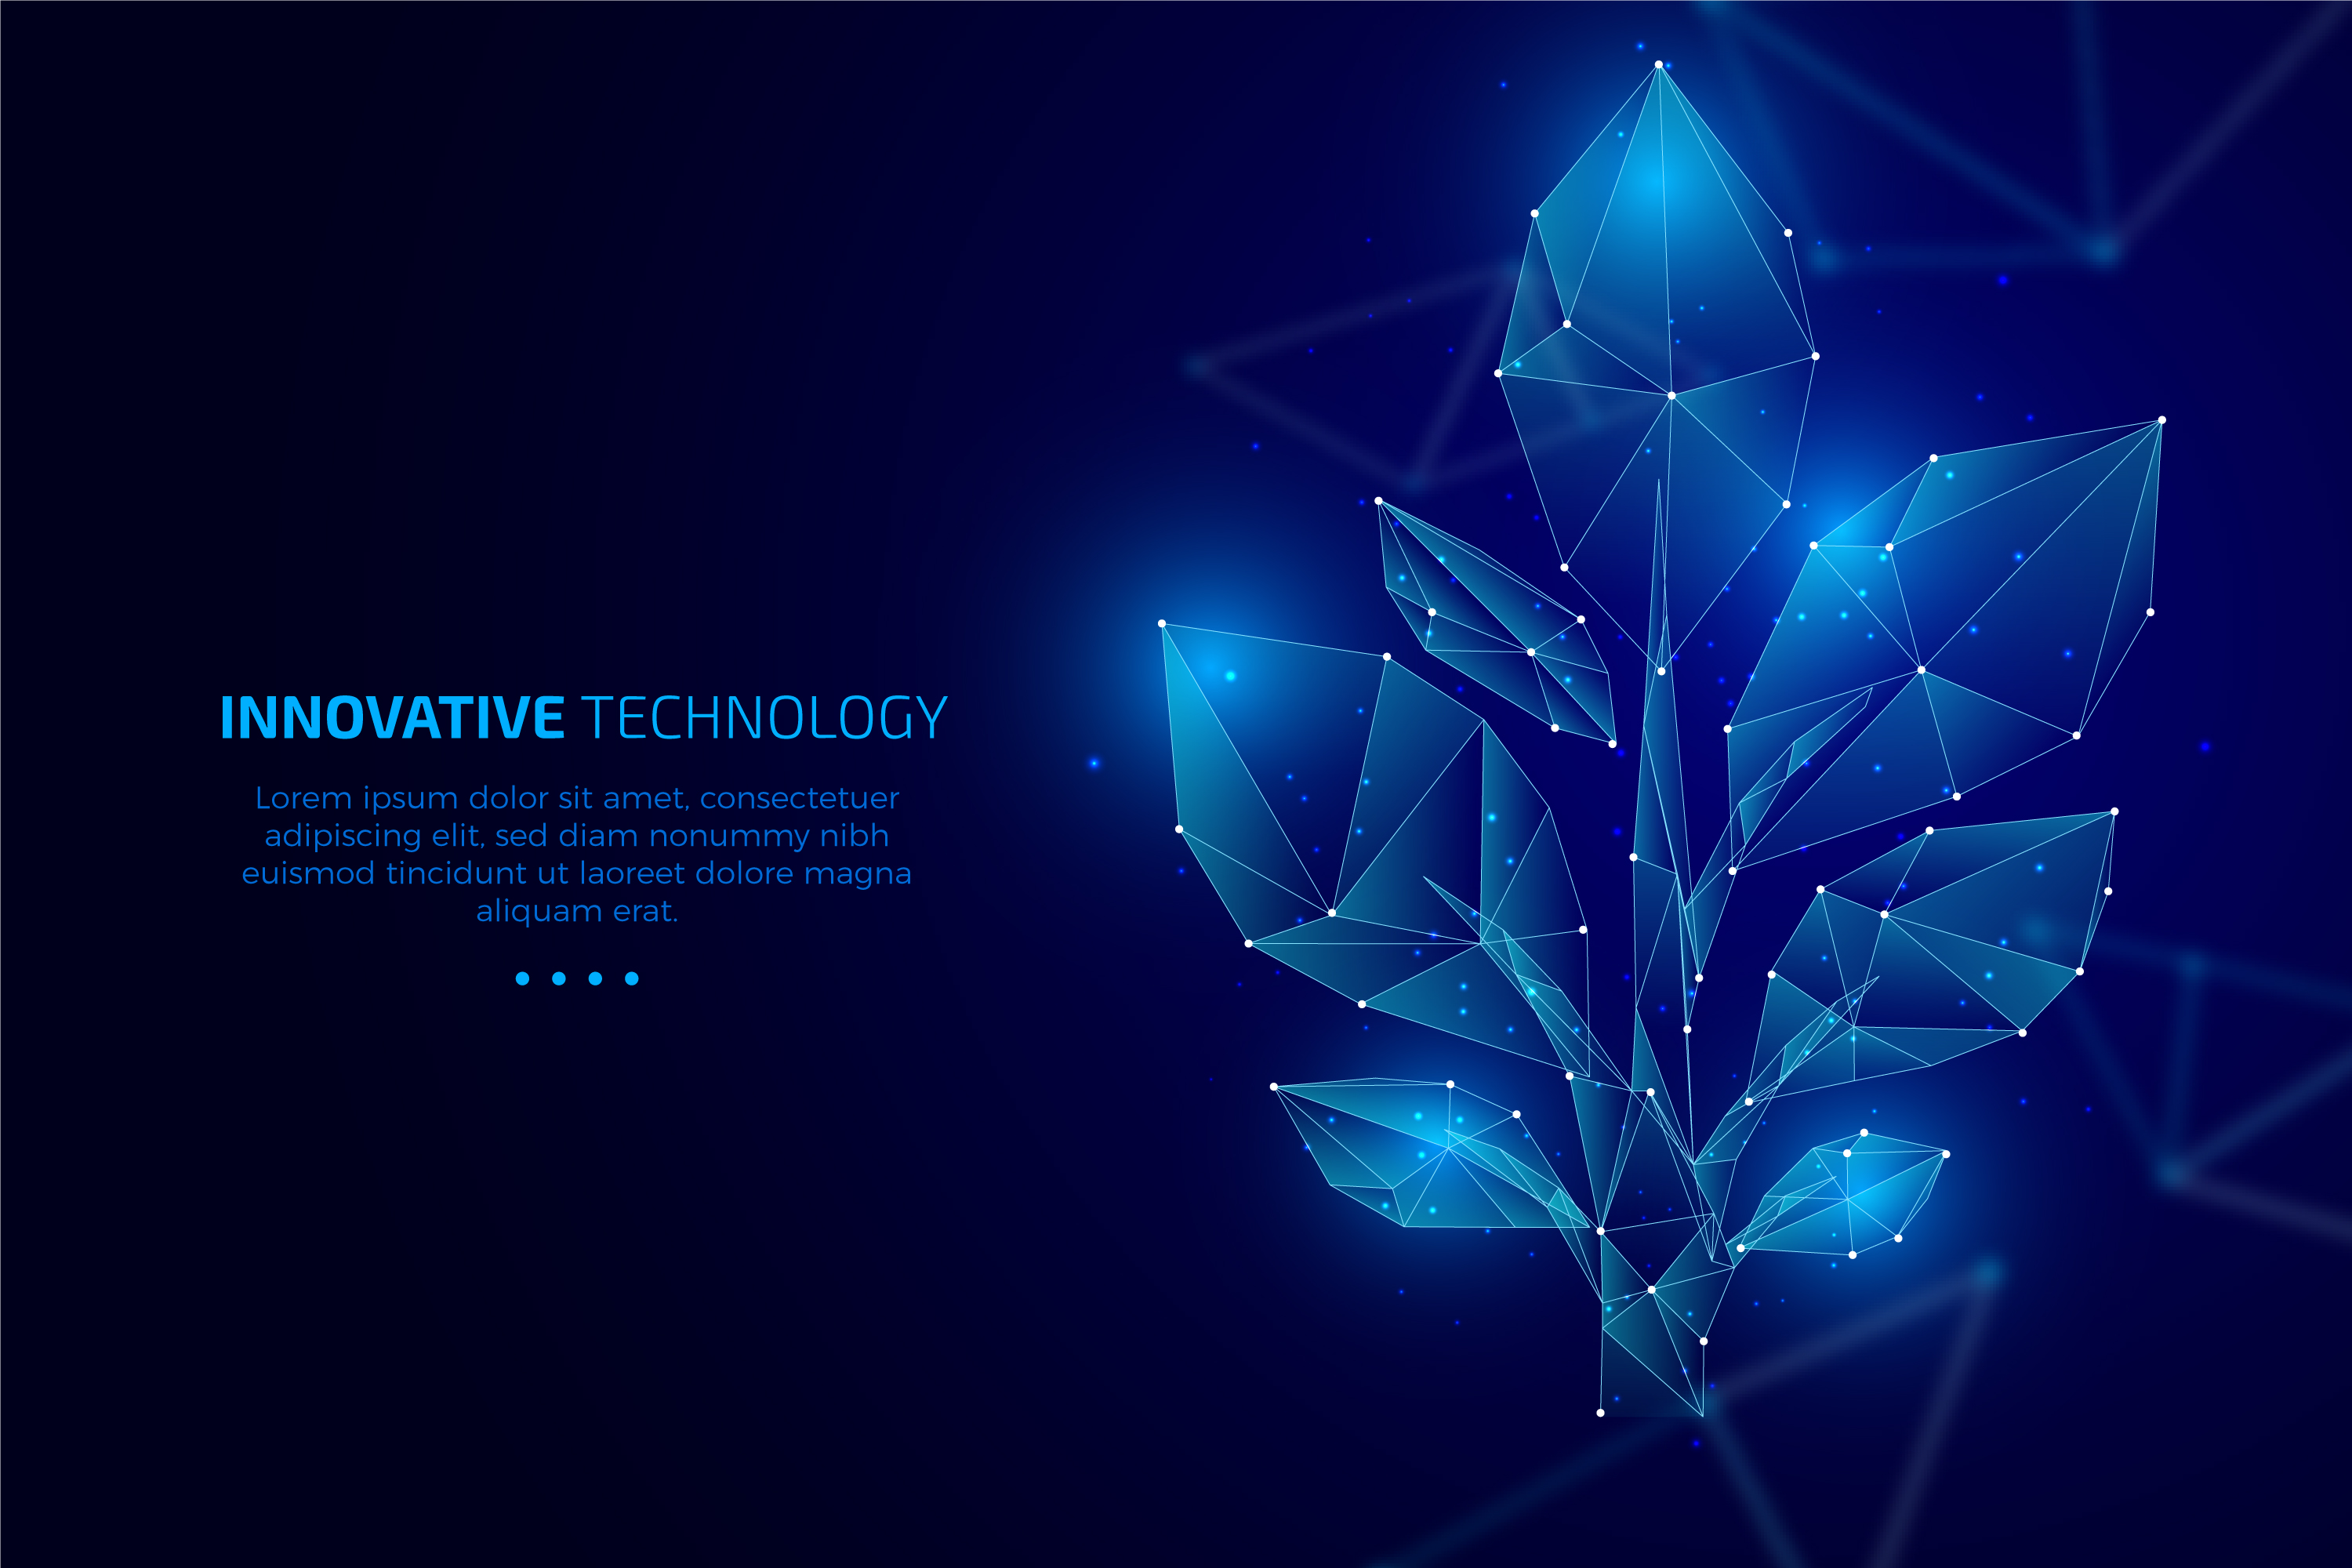 INNOVATIVE TECHNOLOGY
Lorem ipsum dolor sit amet, consectetuer
adipiscing elit, sed diam nonummy nibh
euismod tincidunt ut laoreet dolore magna
aliquam erat.